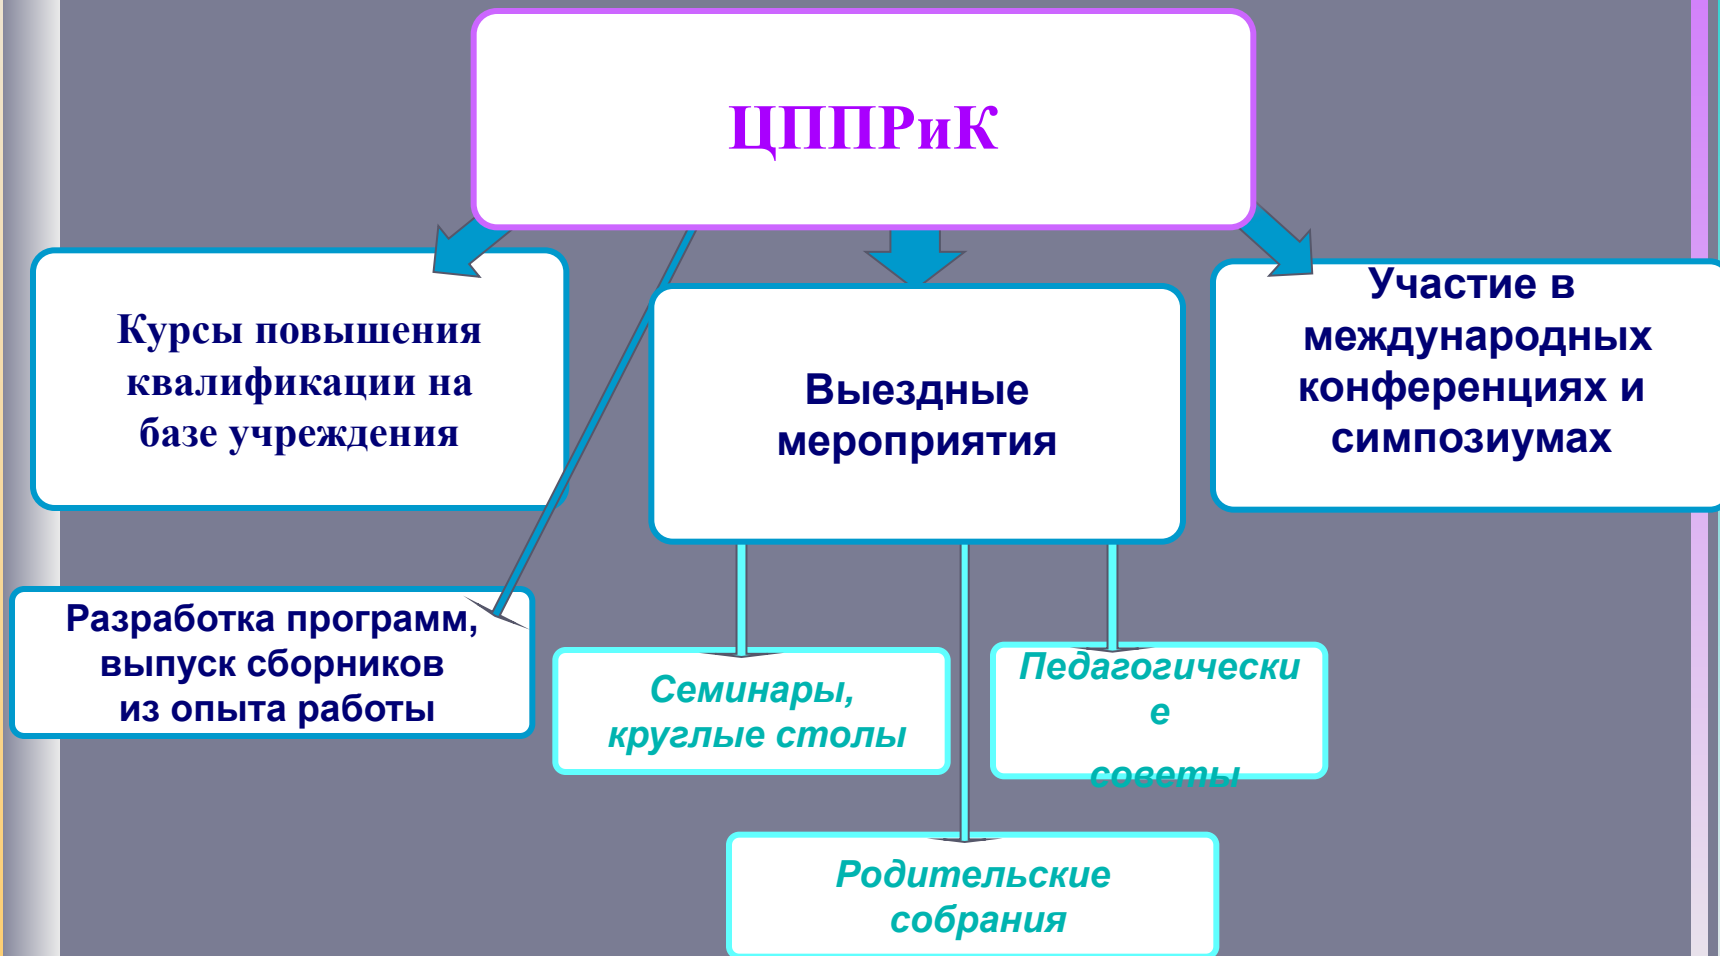 ЦППРиК
Курсы повышения
квалификации на
базе учреждения
Выездные
мероприятия
Участие в
международных
конференциях и
симпозиумах
Разработка программ,
выпуск сборников
из опыта работы
Семинары,
круглые столы
Педагогически
е
советы
Родительские
собрания